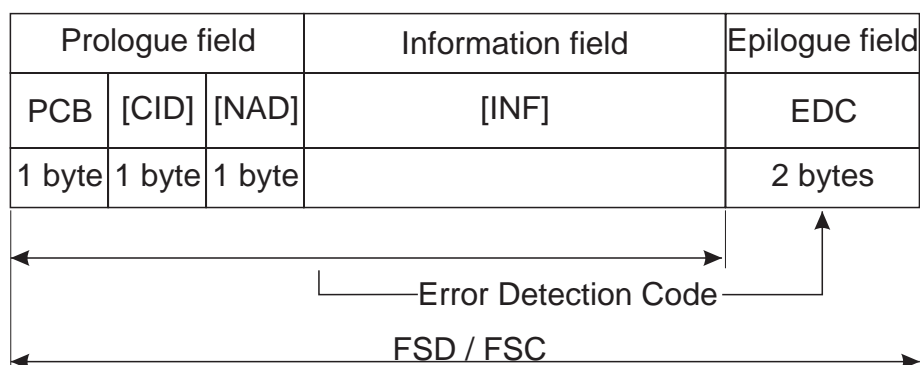 Prologue field Information field Epilogue field
PCB [CID] [NAD] [INF] EDC
1 byte 1 byte 1 byte 2 bytes
Error Detection Code
FSD / FSC